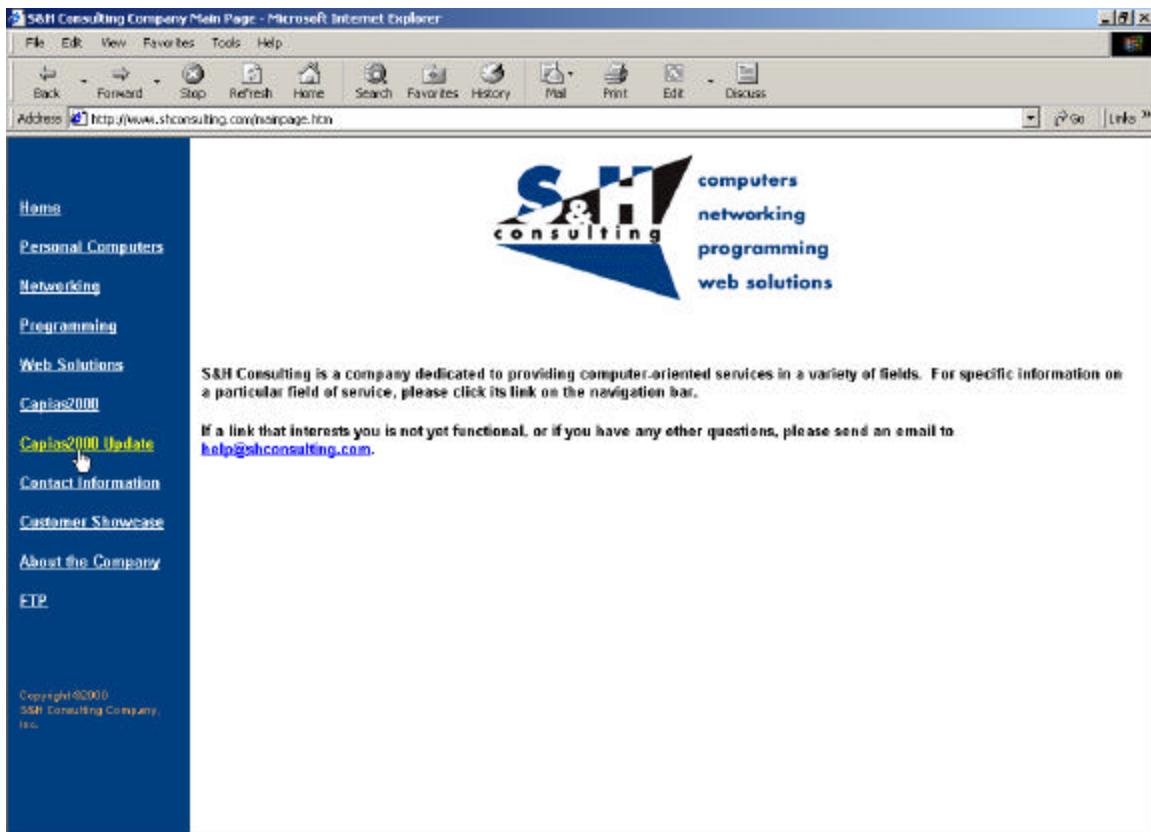 S&H Consulting Company Main Page - Microsoft Internet Explorer
File Edit View Favorites Tools Help
Back Forward Stop Refresh Home Search Favorites History Mail Print Edit Discuss
Address http://www.shconsulting.com/mainpage.htm Go Links »
Home
Personal Computers
Networking
Programming
Web Solutions
Capias2000
Capias2000 Update
Contact Information
Customer Showcase
About the Company
FTP
Copyright ©2000
S&H Consulting Company,
Inc.
S&H
consulting
computers
networking
programming
web solutions
S&H Consulting is a company dedicated to providing computer-oriented services in a variety of fields. For specific information on
a particular field of service, please click its link on the navigation bar.
If a link that interests you is not yet functional, or if you have any other questions, please send an email to
help@shconsulting.com.